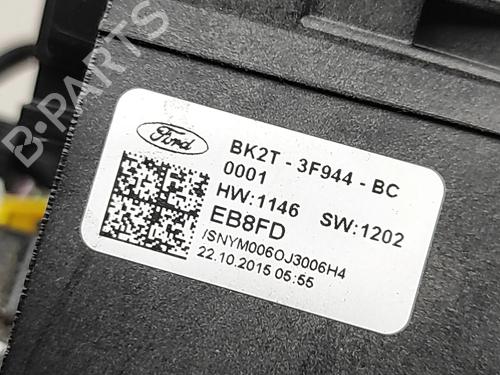 B-PARTS
Ford
BK2T - 3F944 - BC
0001
HW:1146 SW:1202
EB8FD
/SNYM006OJ3006H4
22.10.2015 05:55